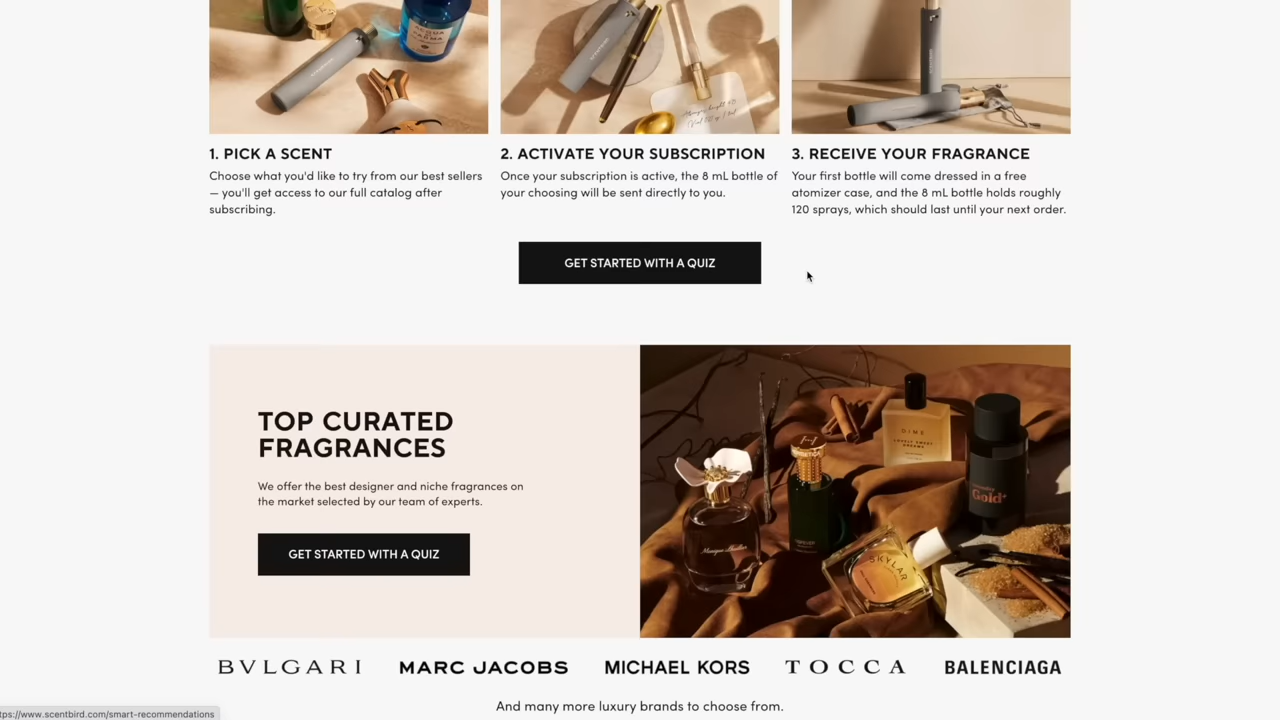 ACQUA
PARMA
1. PICK A SCENT
Choose what you'd like to try from our best sellers
— you'll get access to our full catalog after
subscribing.
2. ACTIVATE YOUR SUBSCRIPTION
Once your subscription is active, the 8 mL bottle of
your choosing will be sent directly to you.
3. RECEIVE YOUR FRAGRANCE
Your first bottle will come dressed in a free
atomizer case, and the 8 mL bottle holds roughly
120 sprays, which should last until your next order.
GET STARTED WITH A QUIZ
TOP CURATED
FRAGRANCES
We offer the best designer and niche fragrances on
the market selected by our team of experts.
GET STARTED WITH A QUIZ
DIME
LOVELY SWEET
DREAMS
Gold
SKYLAR
BVLGARI
MARC JACOBS
MICHAEL KORS
TOCCA
BALENCIAGA
And many more luxury brands to choose from.
tps://www.scentbird.com/smart-recommendations